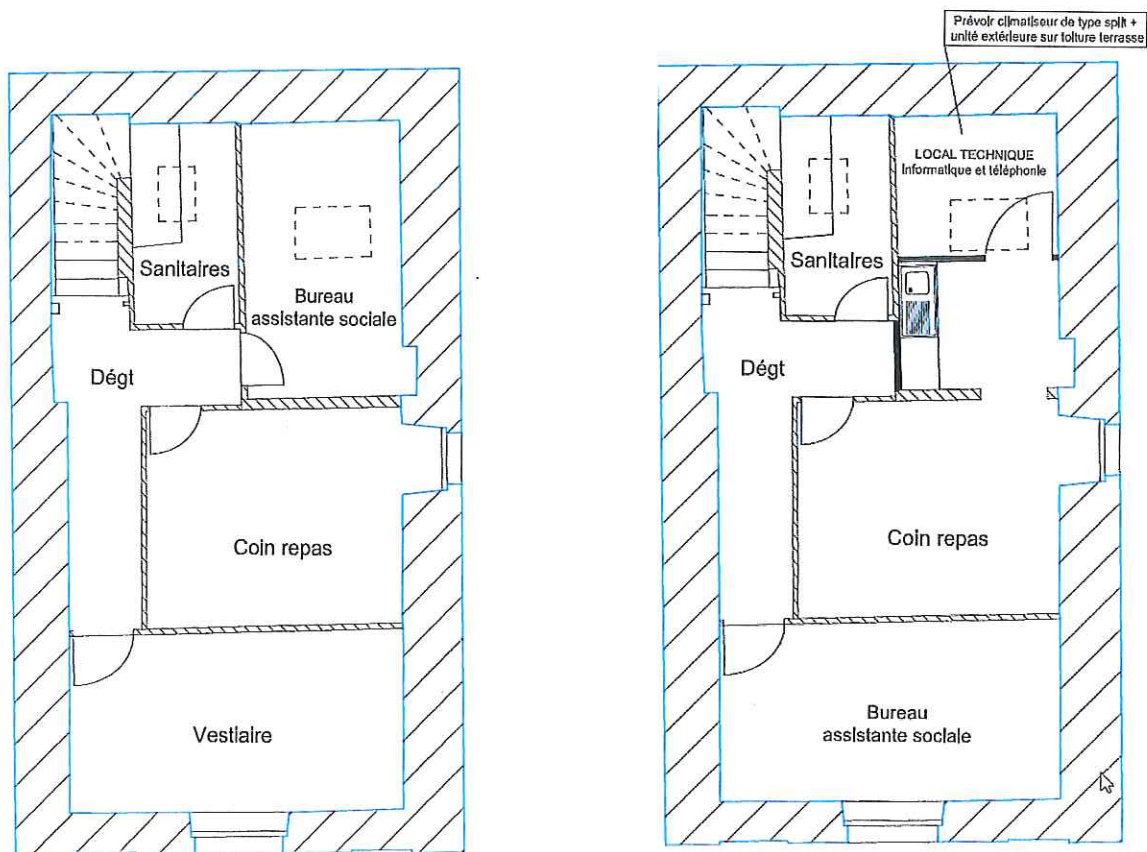 Sanitaires
Bureau
assistante sociale
Dégt
Coin repas
Vestiaire
Prévoir climatiseur de type split +
unité extérieure sur toiture terrasse
LOCAL TECHNIQUE
Informatique et téléphonie
Sanitaires
Dégt
Coin repas
Bureau
assistante sociale